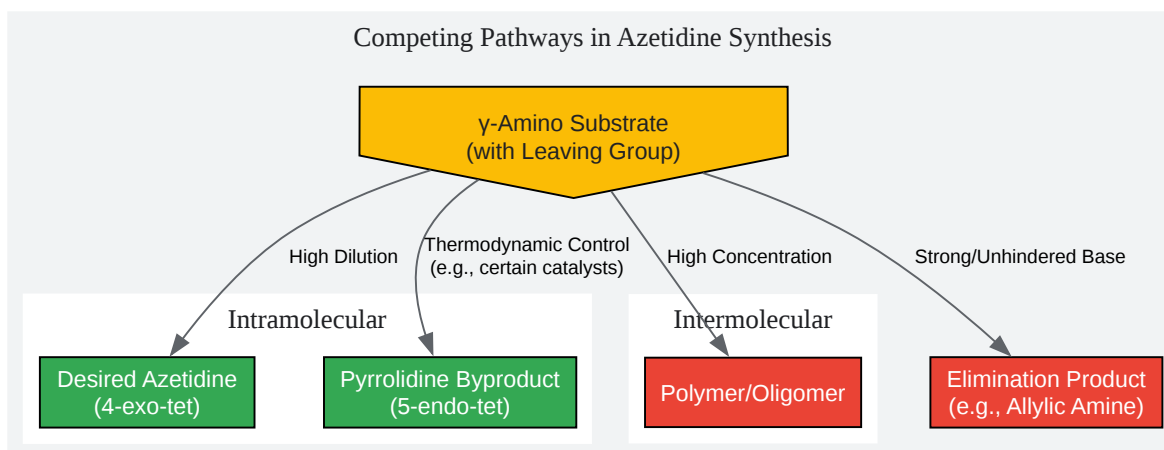 Competing Pathways in Azetidine Synthesis
γ-Amino Substrate
(with Leaving Group)
High Dilution
Thermodynamic Control
(e.g., certain catalysts)
High Concentration
Strong/Unhindered Base
Intramolecular
Intermolecular
Desired Azetidine
(4-exo-tet)
Pyrrolidine Byproduct
(5-endo-tet)
Polymer/Oligomer
Elimination Product
(e.g., Allylic Amine)